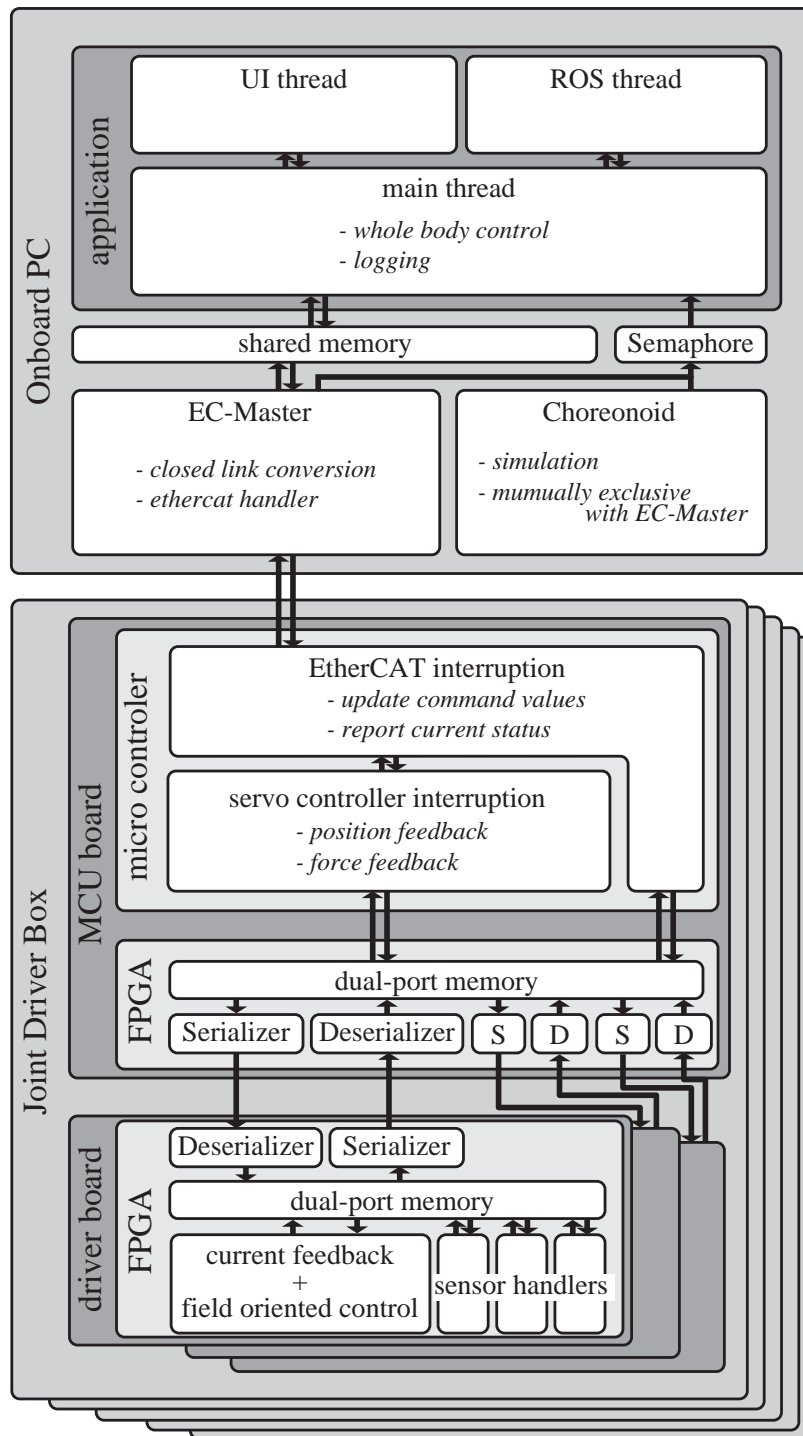 Onboard PC
application
UI thread
ROS thread
main thread
- whole body control
- logging
shared memory
Semaphore
EC-Master
- closed link conversion
- ethercat handler
Choreonoid
- simulation
- mumually exclusive
with EC-Master
Joint Driver Box
MCU board
micro controler
EtherCAT interruption
- update command values
- report current status
servo controller interruption
- position feedback
- force feedback
FPGA
dual-port memory
Serializer
Deserializer
S
D
S
D
driver board
FPGA
Deserializer
Serializer
dual-port memory
current feedback
+
field oriented control
sensor handlers